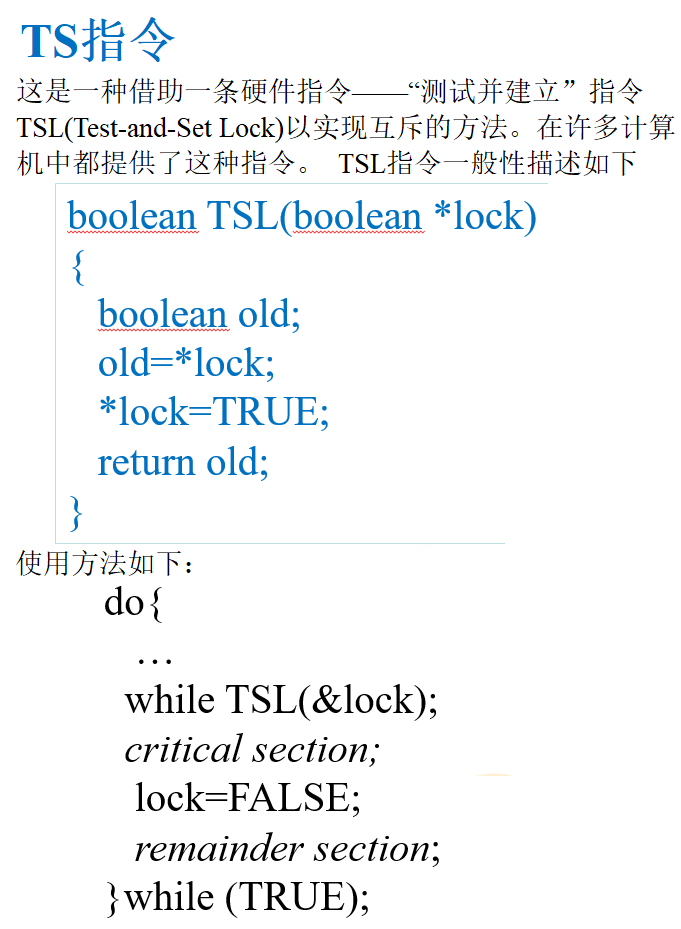 TS指令
这是一种借助一条硬件指令——“测试并建立”指令
TSL(Test-and-Set Lock)以实现互斥的方法。在许多计算
机中都提供了这种指令。 TSL指令一般性描述如下
boolean TSL(boolean *lock)
{
boolean old;
old=*lock;
*lock=TRUE;
return old;
}
使用方法如下：
do{
…
while TSL(&lock);
critical section;
lock=FALSE;
remainder section;
}while (TRUE);